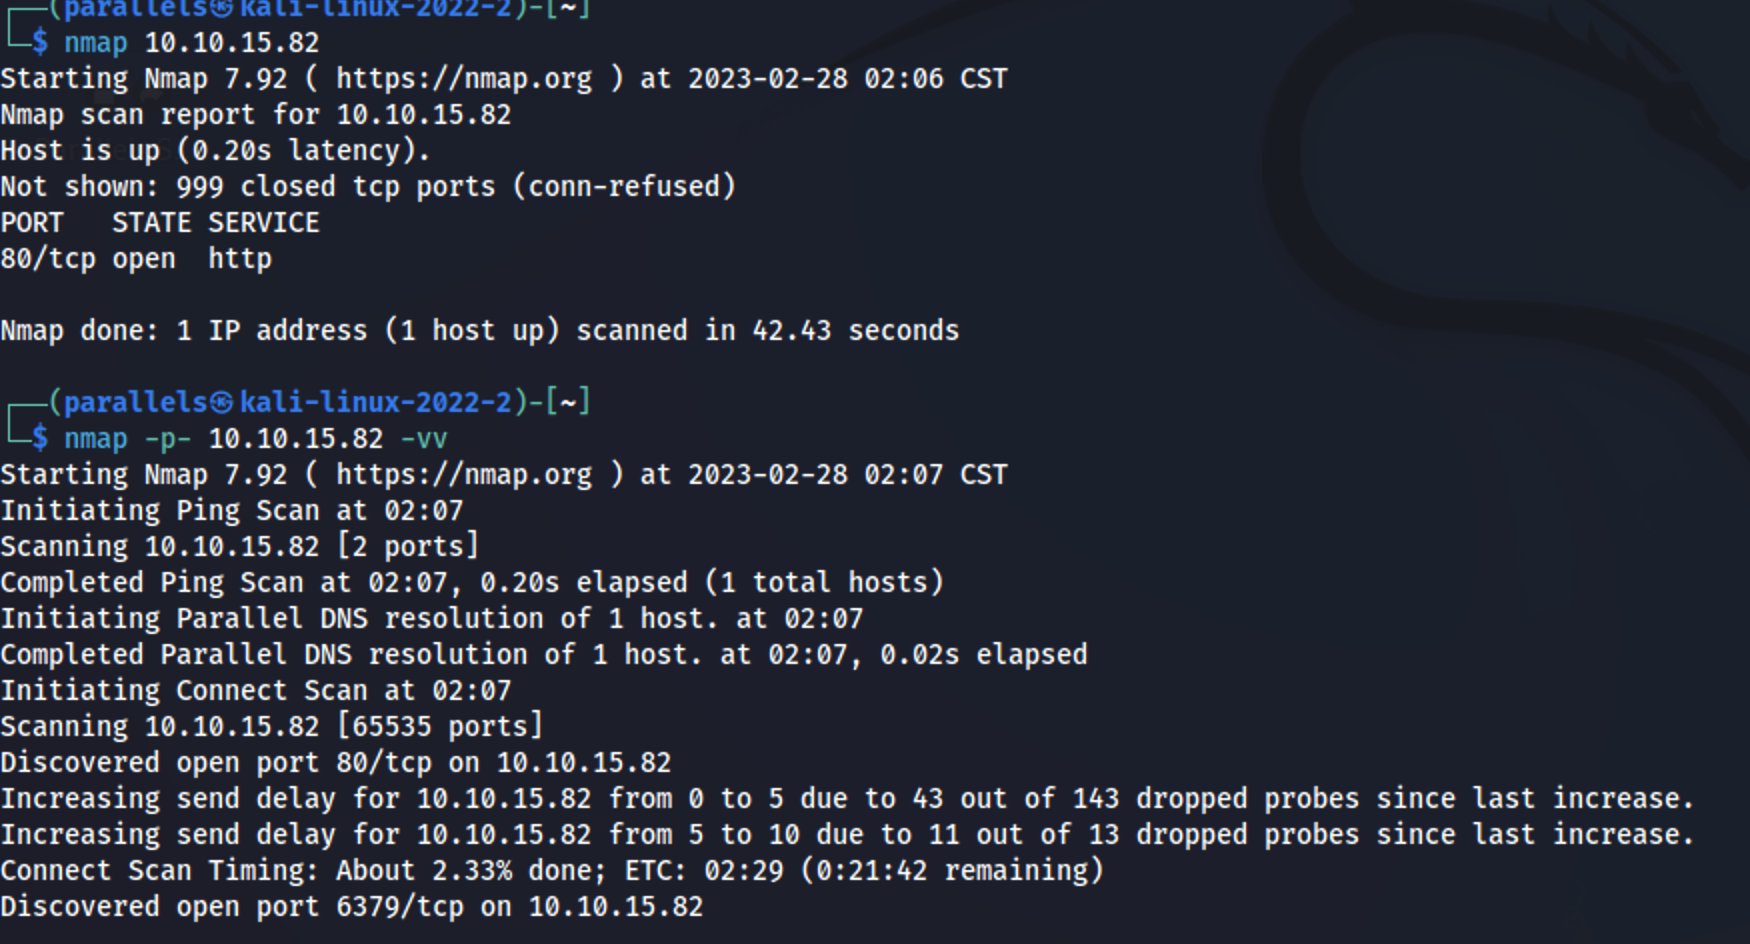 ┌──(parallels㉿kali-linux-2022-2)-[~]
└─$ nmap 10.10.15.82
Starting Nmap 7.92 ( https://nmap.org ) at 2023-02-28 02:06 CST
Nmap scan report for 10.10.15.82
Host is up (0.20s latency).
Not shown: 999 closed tcp ports (conn-refused)
PORT   STATE SERVICE
80/tcp open  http
Nmap done: 1 IP address (1 host up) scanned in 42.43 seconds
┌──(parallels㉿kali-linux-2022-2)-[~]
└─$ nmap -p- 10.10.15.82 -vv
Starting Nmap 7.92 ( https://nmap.org ) at 2023-02-28 02:07 CST
Initiating Ping Scan at 02:07
Scanning 10.10.15.82 [2 ports]
Completed Ping Scan at 02:07, 0.20s elapsed (1 total hosts)
Initiating Parallel DNS resolution of 1 host. at 02:07
Completed Parallel DNS resolution of 1 host. at 02:07, 0.02s elapsed
Initiating Connect Scan at 02:07
Scanning 10.10.15.82 [65535 ports]
Discovered open port 80/tcp on 10.10.15.82
Increasing send delay for 10.10.15.82 from 0 to 5 due to 43 out of 143 dropped probes since last increase.
Increasing send delay for 10.10.15.82 from 5 to 10 due to 11 out of 13 dropped probes since last increase.
Connect Scan Timing: About 2.33% done; ETC: 02:29 (0:21:42 remaining)
Discovered open port 6379/tcp on 10.10.15.82